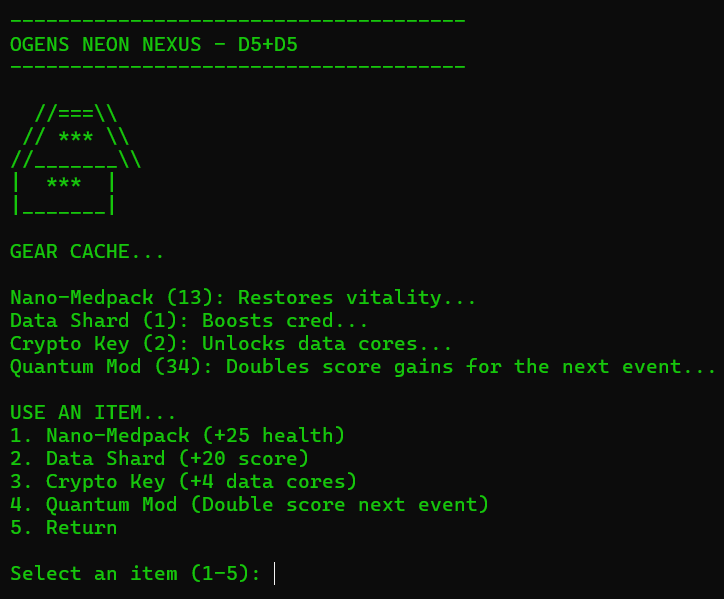 --------------------------------------
OGENS NEON NEXUS - D5+D5
--------------------------------------
  //===\\
 // *** \\
//_______\\
|  ***  |
|_______|
GEAR CACHE...
Nano-Medpack (13): Restores vitality...
Data Shard (1): Boosts cred...
Crypto Key (2): Unlocks data cores...
Quantum Mod (34): Doubles score gains for the next event...
USE AN ITEM...
1. Nano-Medpack (+25 health)
2. Data Shard (+20 score)
3. Crypto Key (+4 data cores)
4. Quantum Mod (Double score next event)
5. Return
Select an item (1-5):